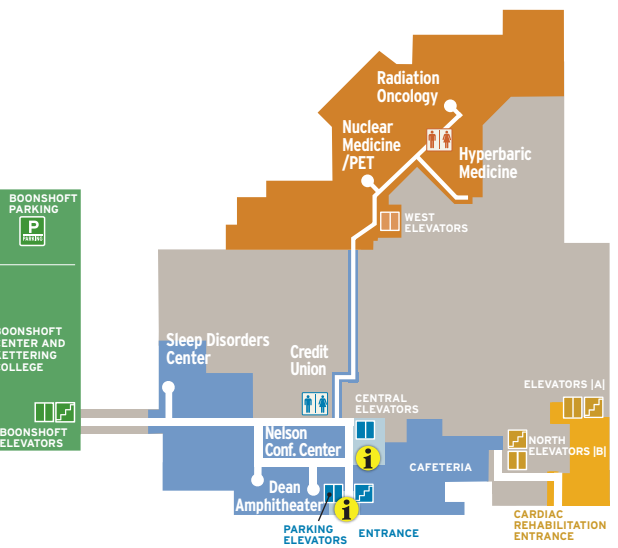 Radiation
Oncology
Nuclear
Medicine
/PET
Hyperbaric
Medicine
WEST
ELEVATORS
BOONSHOFT
PARKING
P
PARKING
BOONSHOFT
CENTER AND
KETTERING
COLLEGE
BOONSHOFT
ELEVATORS
Sleep Disorders
Center
Credit
Union
CENTRAL
ELEVATORS
Nelson
Conf. Center
i
Dean
Amphitheater
i
PARKING
ELEVATORS
ENTRANCE
CAFETERIA
ELEVATORS |A|
NORTH
ELEVATORS |B|
CARDIAC
REHABILITATION
ENTRANCE